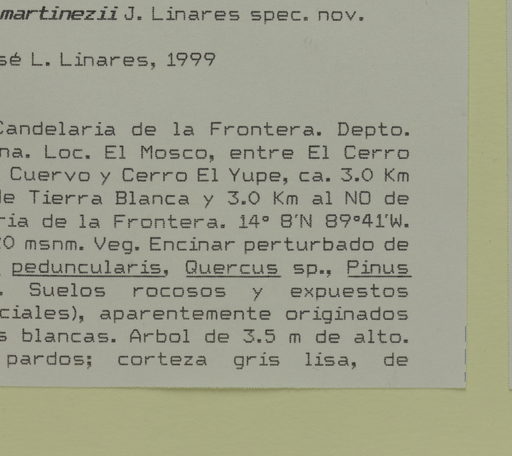 martinezii J. Linares spec. nov.
sé L. Linares, 1999
Candelaria de la Frontera. Depto.
na. Loc. El Mosco, entre El Cerro
Cuervo y Cerro El Yupe, ca. 3.0 Km
de Tierra Blanca y 3.0 Km al NO de
ria de la Frontera. 14° 8'N 89°41'W.
0 msnm. Veg. Encinar perturbado de
peduncularis, Quercus sp., Pinus
. Suelos rocosos y expuestos
ciales), aparentemente originados
s blancas. Arbol de 3.5 m de alto.
pardos; corteza gris lisa, de